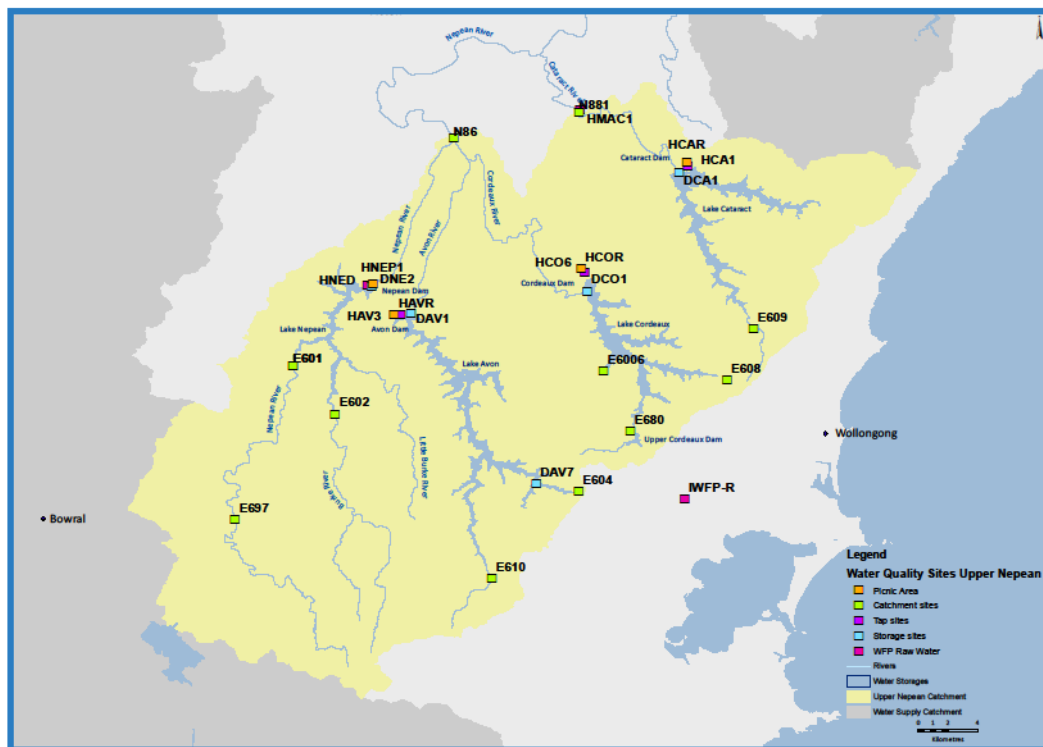 Nepean River
Cataract River
N881
HMAC1
N86
HCAR
HCA1
Cataract Dam
DCA1
Lake Cataract
Cordeaux River
Nepean River
Avon River
HCO6
HCOR
DCO1
Cordeaux Dam
HNEP1
HNED
DNE2
Nepean Dam
HAVR
HAV3
DAV1
Avon Dam
Lake Nepean
Lake Cordeaux
E609
E601
Lake Avon
E6006
E608
E602
Nepean River
E680
Upper Cordeaux Dam
Wollongong
Little Burke River
Burke River
DAV7
E604
IWFP-R
E697
Bowral
E610
Legend
Water Quality Sites Upper Nepean
Picnic Area
Catchment sites
Tap sites
Storage sites
WFP Raw Water
Rivers
Water Storages
Upper Nepean Catchment
Water Supply Catchment
0 1 2 4
Kilometres